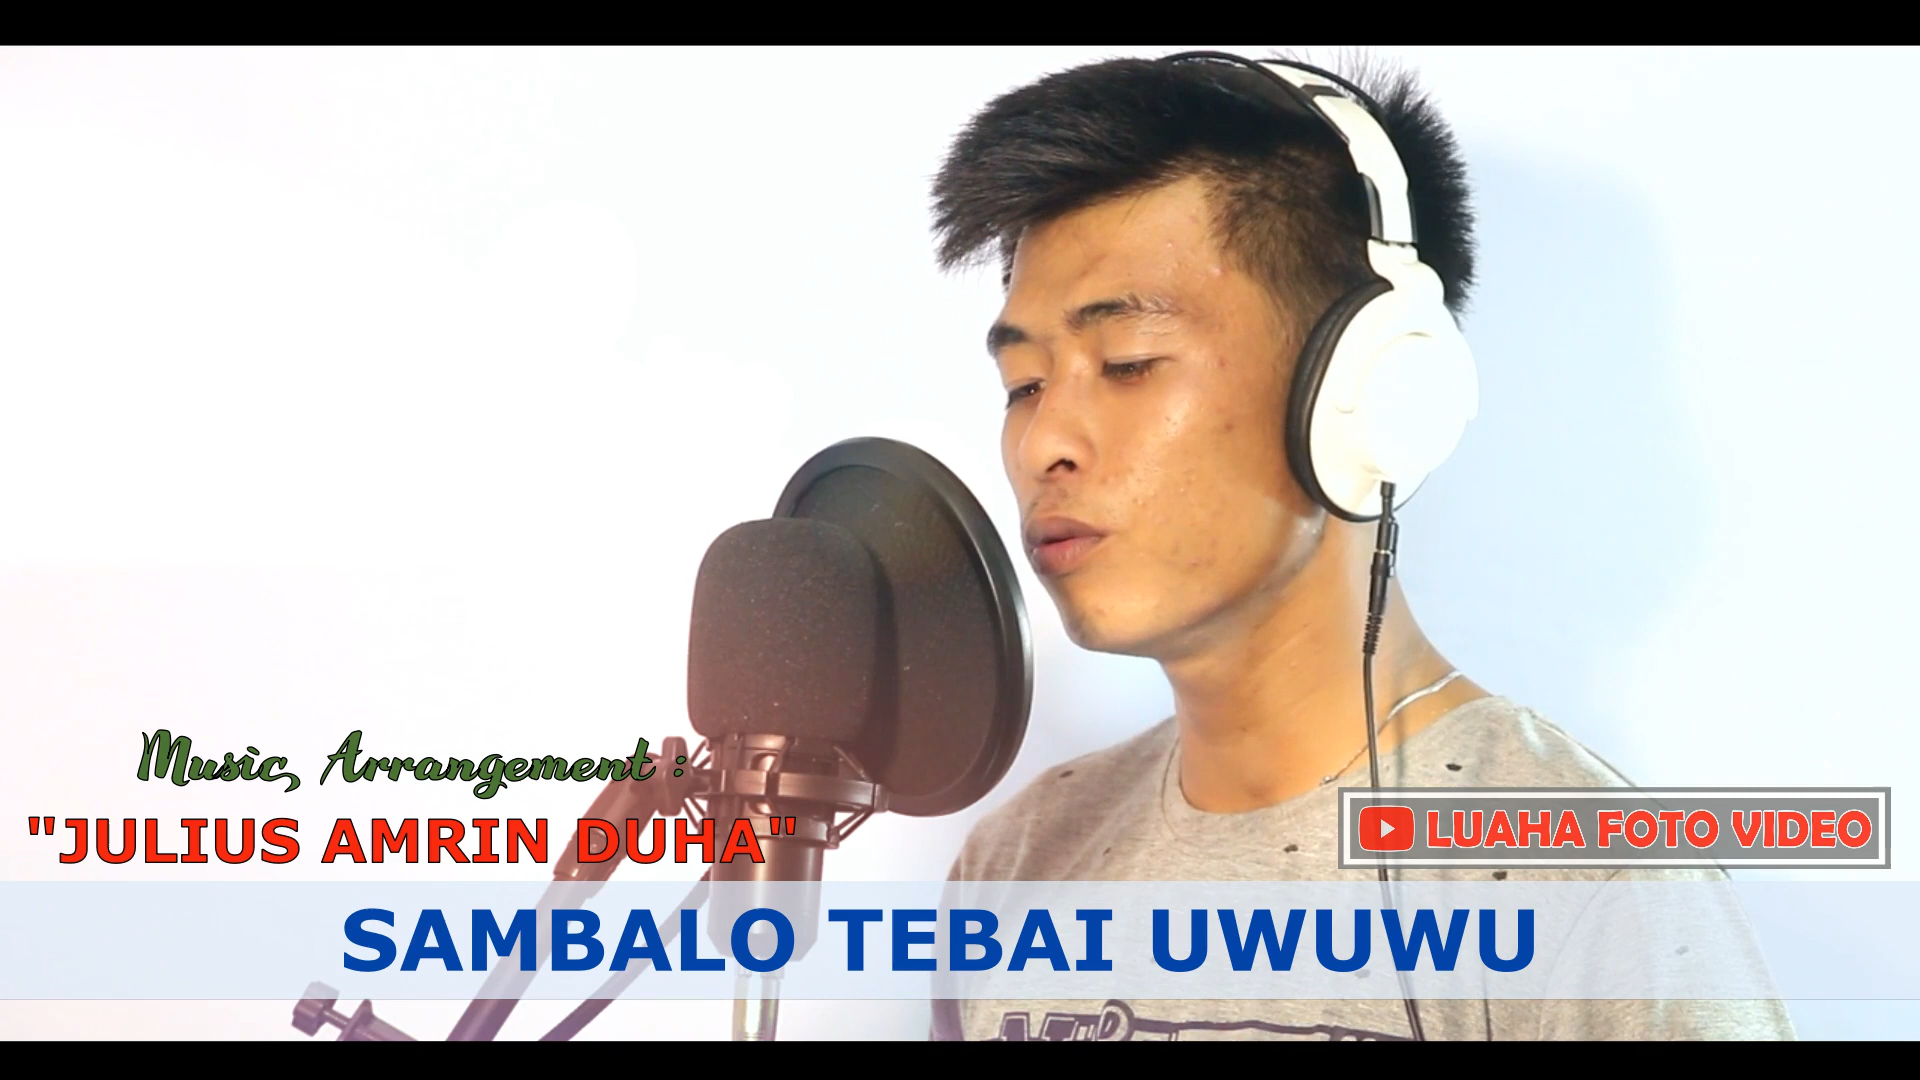 Music Arrangement :
"JULIUS AMRIN DUHA"
LUAHA FOTO VIDEO
SAMBALO TEBAI UWUWU